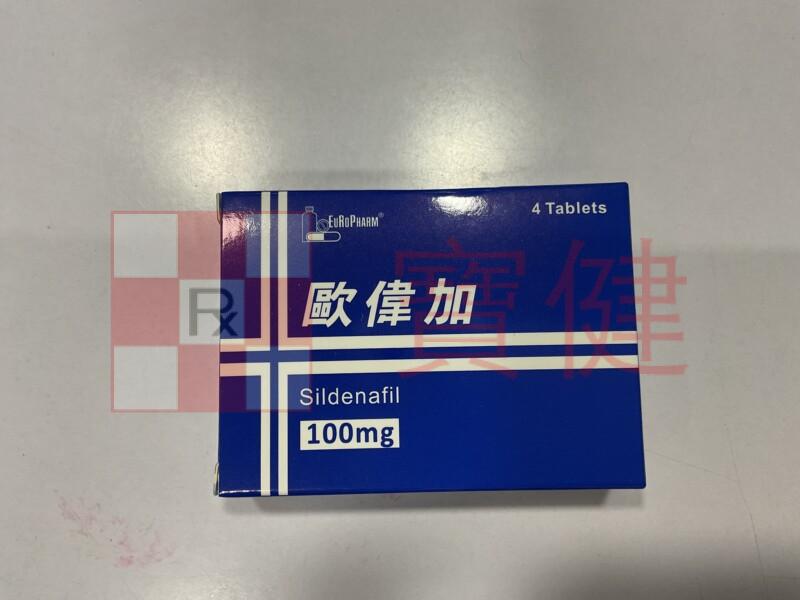 EuRoPharm®
4 Tablets
歐偉加
Sildenafil
100mg
Rx
寶健